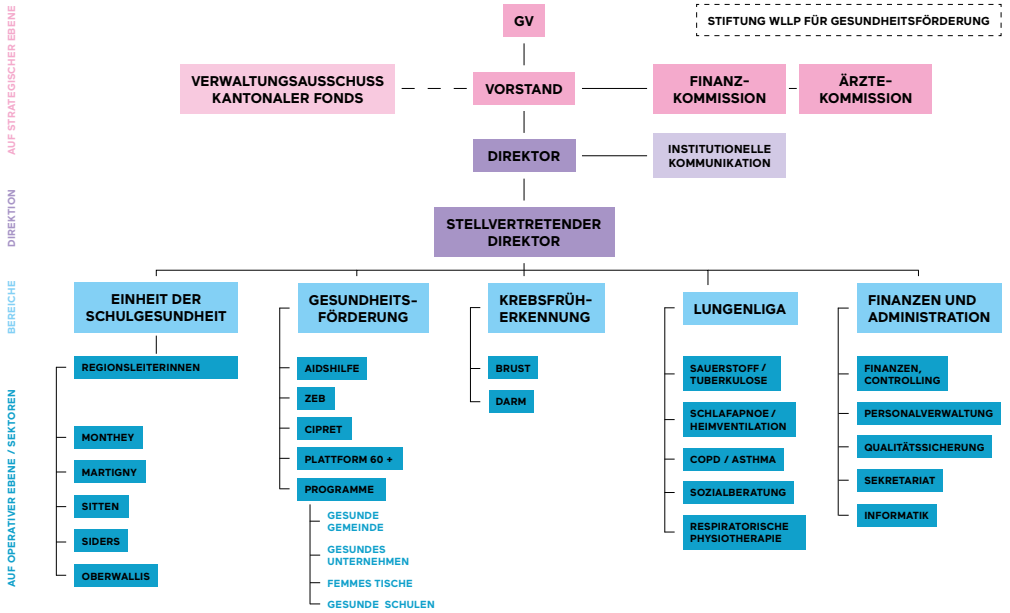 AUF STRATEGISCHER EBENE
GV
STIFTUNG WLLP FÜR GESUNDHEITSFÖRDERUNG
VERWALTUNGSAUSSCHUSS
KANTONALER FONDS
VORSTAND
FINANZ-
KOMMISSION
ÄRZTE-
KOMMISSION
DIREKTION
DIREKTOR
INSTITUTIONELLE
KOMMUNIKATION
STELLVERTRETENDER
DIREKTOR
BEREICHE
EINHEIT DER
SCHULGESUNDHEIT
GESUNDHEITS-
FÖRDERUNG
KREBSFRÜH-
ERKENNUNG
LUNGENLIGA
FINANZEN UND
ADMINISTRATION
AUF OPERATIVER EBENE / SEKTOREN
REGIONSLEITERINNEN
MONTHEY
MARTIGNY
SITTEN
SIDERS
OBERWALLIS
AIDSHILFE
ZEB
CIPRET
PLATTFORM 60 +
PROGRAMME
GESUNDE
GEMEINDE
GESUNDES
UNTERNEHMEN
FEMMES TISCHE
GESUNDE SCHULEN
BRUST
DARM
SAUERSTOFF /
TUBERKULOSE
SCHLAFAPNOE /
HEIMVENTILATION
COPD / ASTHMA
SOZIALBERATUNG
RESPIRATORISCHE
PHYSIOTHERAPIE
FINANZEN,
CONTROLLING
PERSONALVERWALTUNG
QUALITÄTSSICHERUNG
SEKRETARIAT
INFORMATIK